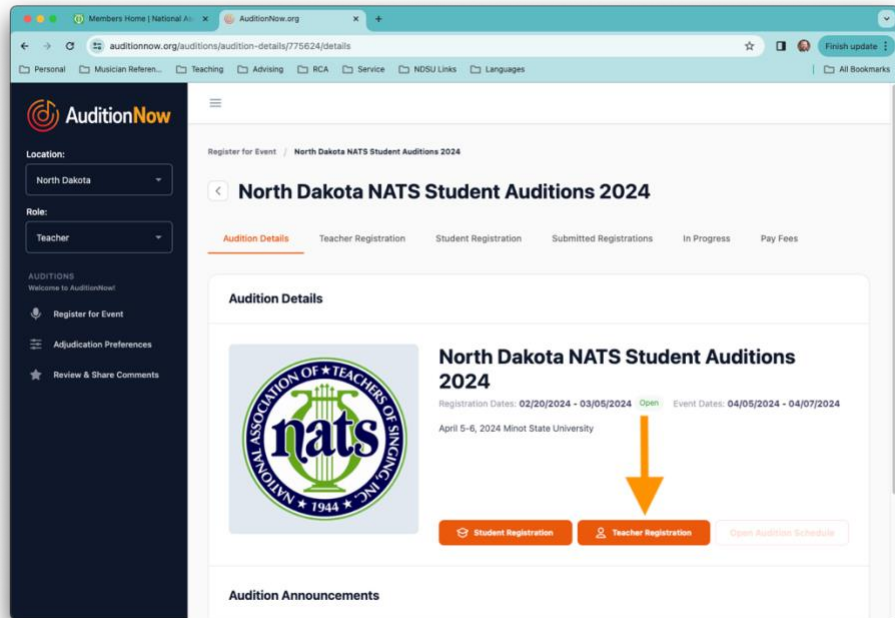 Members Home | National As
AuditionNow.org
auditionnow.org/auditions/audition-details/775624/details
Finish update
Personal
Musician Referen...
Teaching
Advising
RCA
Service
NDSU Links
Languages
All Bookmarks
AuditionNow
Location:
North Dakota
Role:
Teacher
AUDITIONS
Welcome to AuditionNow!
Register for Event
Adjudication Preferences
Review & Share Comments
Register for Event / North Dakota NATS Student Auditions 2024
North Dakota NATS Student Auditions 2024
Audition Details
Teacher Registration
Student Registration
Submitted Registrations
In Progress
Pay Fees
Audition Details
NATIONAL ASSOCIATION OF ★ TEACHERS OF SINGING, INC.
nats
★ 1944 ★
North Dakota NATS Student Auditions
2024
Registration Dates: 02/20/2024 - 03/05/2024 Open Event Dates: 04/05/2024 - 04/07/2024
April 5-6, 2024 Minot State University
Student Registration
Teacher Registration
Open Audition Schedule
Audition Announcements